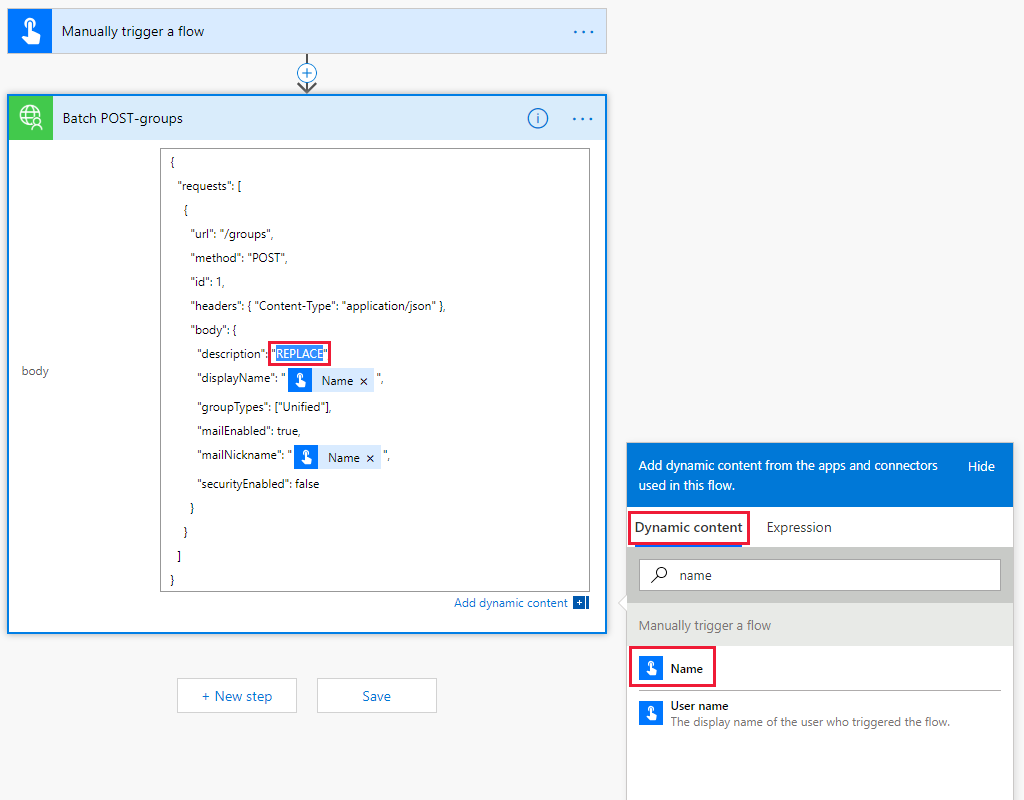 Manually trigger a flow
Batch POST-groups
body
{
"requests": [
{
"url": "/groups",
"method": "POST",
"id": 1,
"headers": { "Content-Type": "application/json" },
"body": {
"description": "REPLACE"
"displayName": " Name × ",
"groupTypes": ["Unified"],
"mailEnabled": true,
"mailNickname": " Name × ",
"securityEnabled": false
}
}
]
}
Add dynamic content
+ New step
Save
Add dynamic content from the apps and connectors used in this flow.
Hide
Dynamic content
Expression
name
Manually trigger a flow
Name
User name
The display name of the user who triggered the flow.